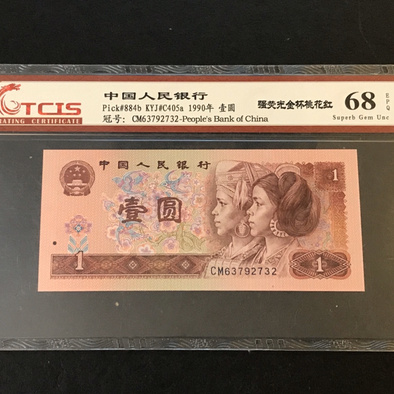 TCIS
RATING CERTIFICATE
中国人民银行
Pick#884b KYJ#C405a 1990年 壹圆
冠号: CM63792732-People's Bank of China
强荧光金杯桃花红
68
EPQ
Superb Gem Unc
中国人民银行
1
壹圆
1
CM63792732
1